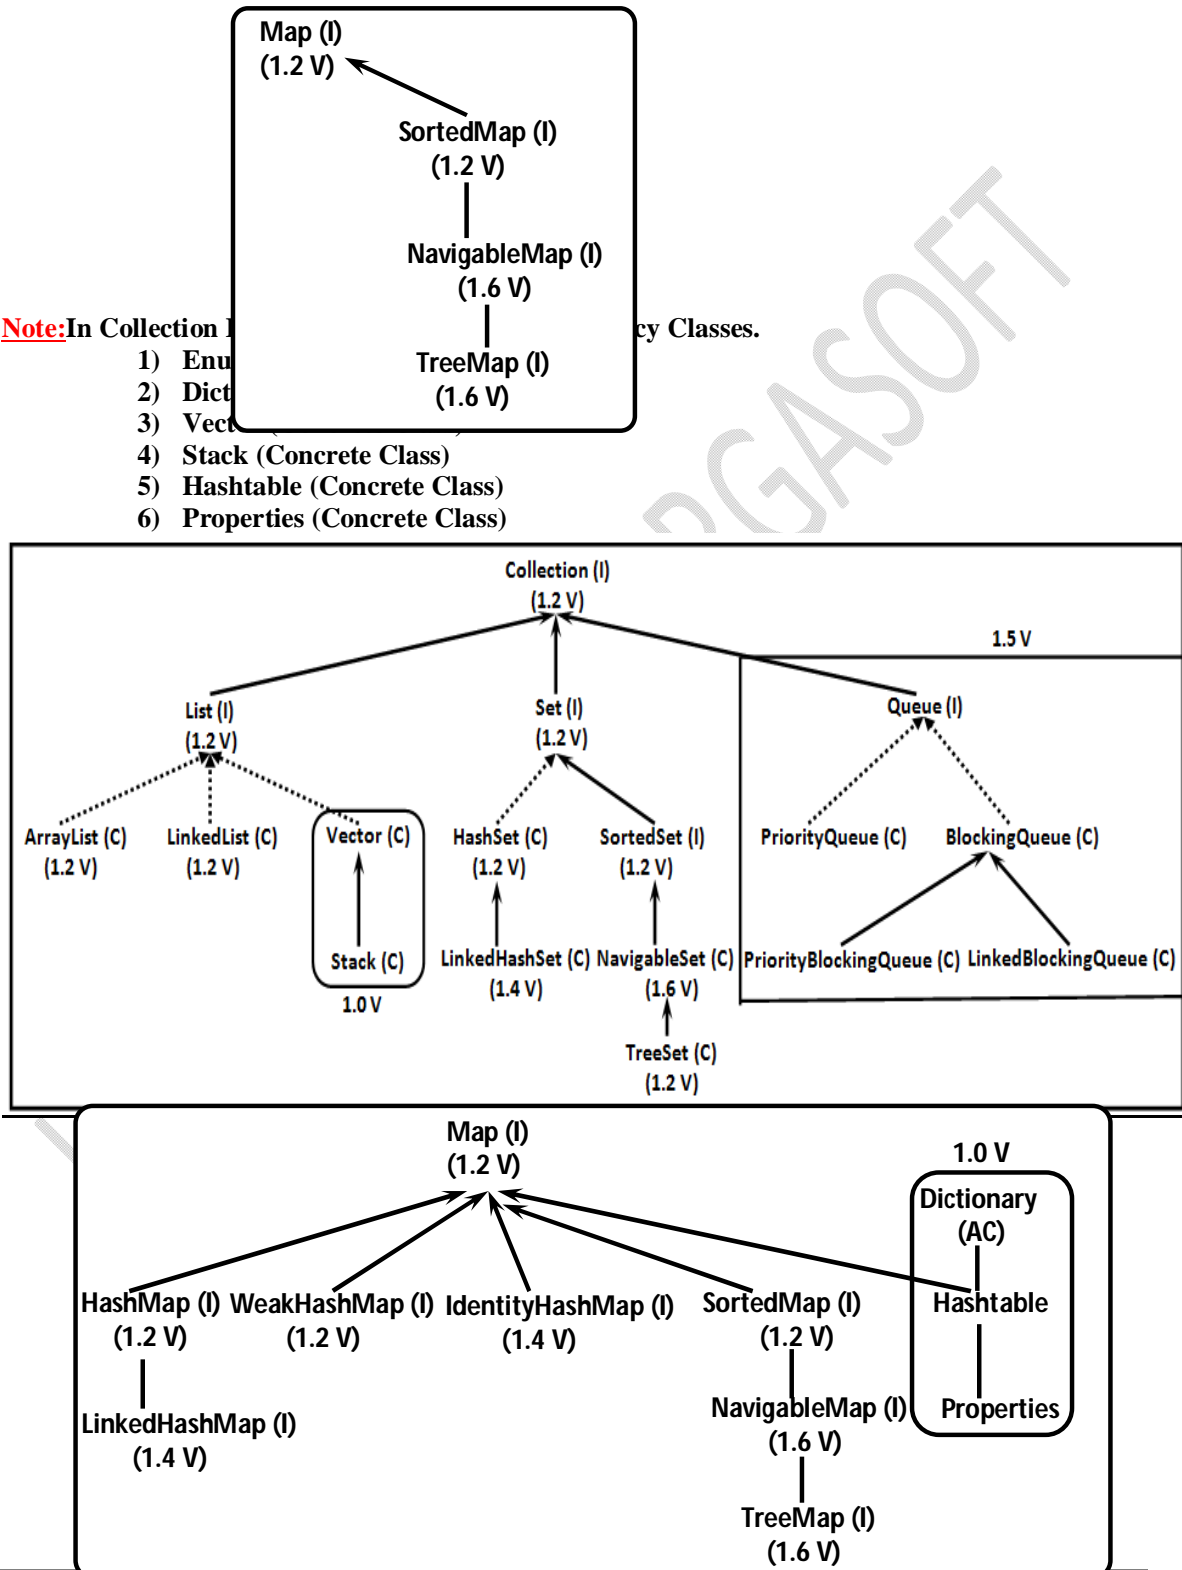 Map (I)
(1.2 V)
SortedMap (I)
(1.2 V)
NavigableMap (I)
(1.6 V)
TreeMap (I)
(1.6 V)
Note:In Collection
cy Classes.
1) Enu
2) Dict
3) Vect
4) Stack (Concrete Class)
5) Hashtable (Concrete Class)
6) Properties (Concrete Class)
RGASOFT
Collection (I)
(1.2 V)
1.5 V
List (I)
(1.2 V)
Set (I)
(1.2 V)
Queue (I)
ArrayList (C)
(1.2 V)
LinkedList (C)
(1.2 V)
Vector (C)
HashSet (C)
(1.2 V)
SortedSet (I)
(1.2 V)
PriorityQueue (C)
BlockingQueue (C)
Stack (C)
1.0 V
LinkedHashSet (C)
(1.4 V)
NavigableSet (C)
(1.6 V)
PriorityBlockingQueue (C)
LinkedBlockingQueue (C)
TreeSet (C)
(1.2 V)
Map (I)
(1.2 V)
1.0 V
Dictionary
(AC)
HashMap (I)
(1.2 V)
WeakHashMap (I)
(1.2 V)
IdentityHashMap (I)
(1.4 V)
SortedMap (I)
(1.2 V)
Hashtable
LinkedHashMap (I)
(1.4 V)
NavigableMap (I)
(1.6 V)
Properties
TreeMap (I)
(1.6 V)